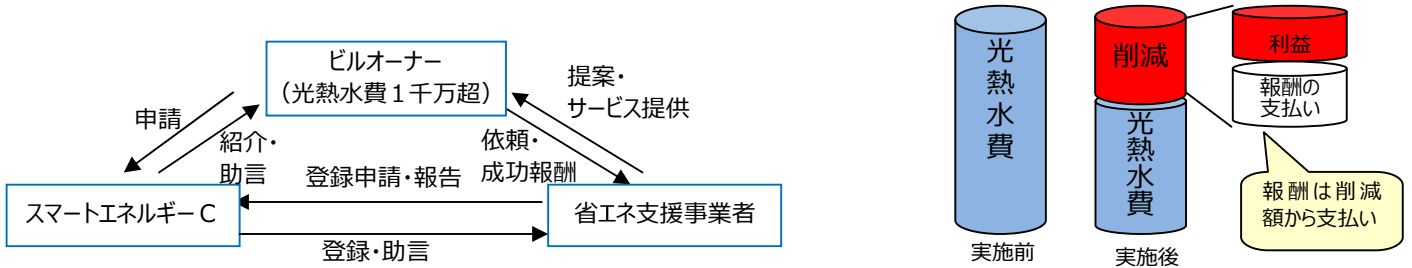 ビルオーナー
（光熱水費１千万超）
提案・
サービス提供
申請
紹介・
助言
依頼・
成功報酬
登録申請・報告
スマートエネルギーＣ
省エネ支援事業者
登録・助言
光熱水費
実施前
削減
光熱水費
実施後
利益
報酬の
支払い
報酬は削減
額から支払い